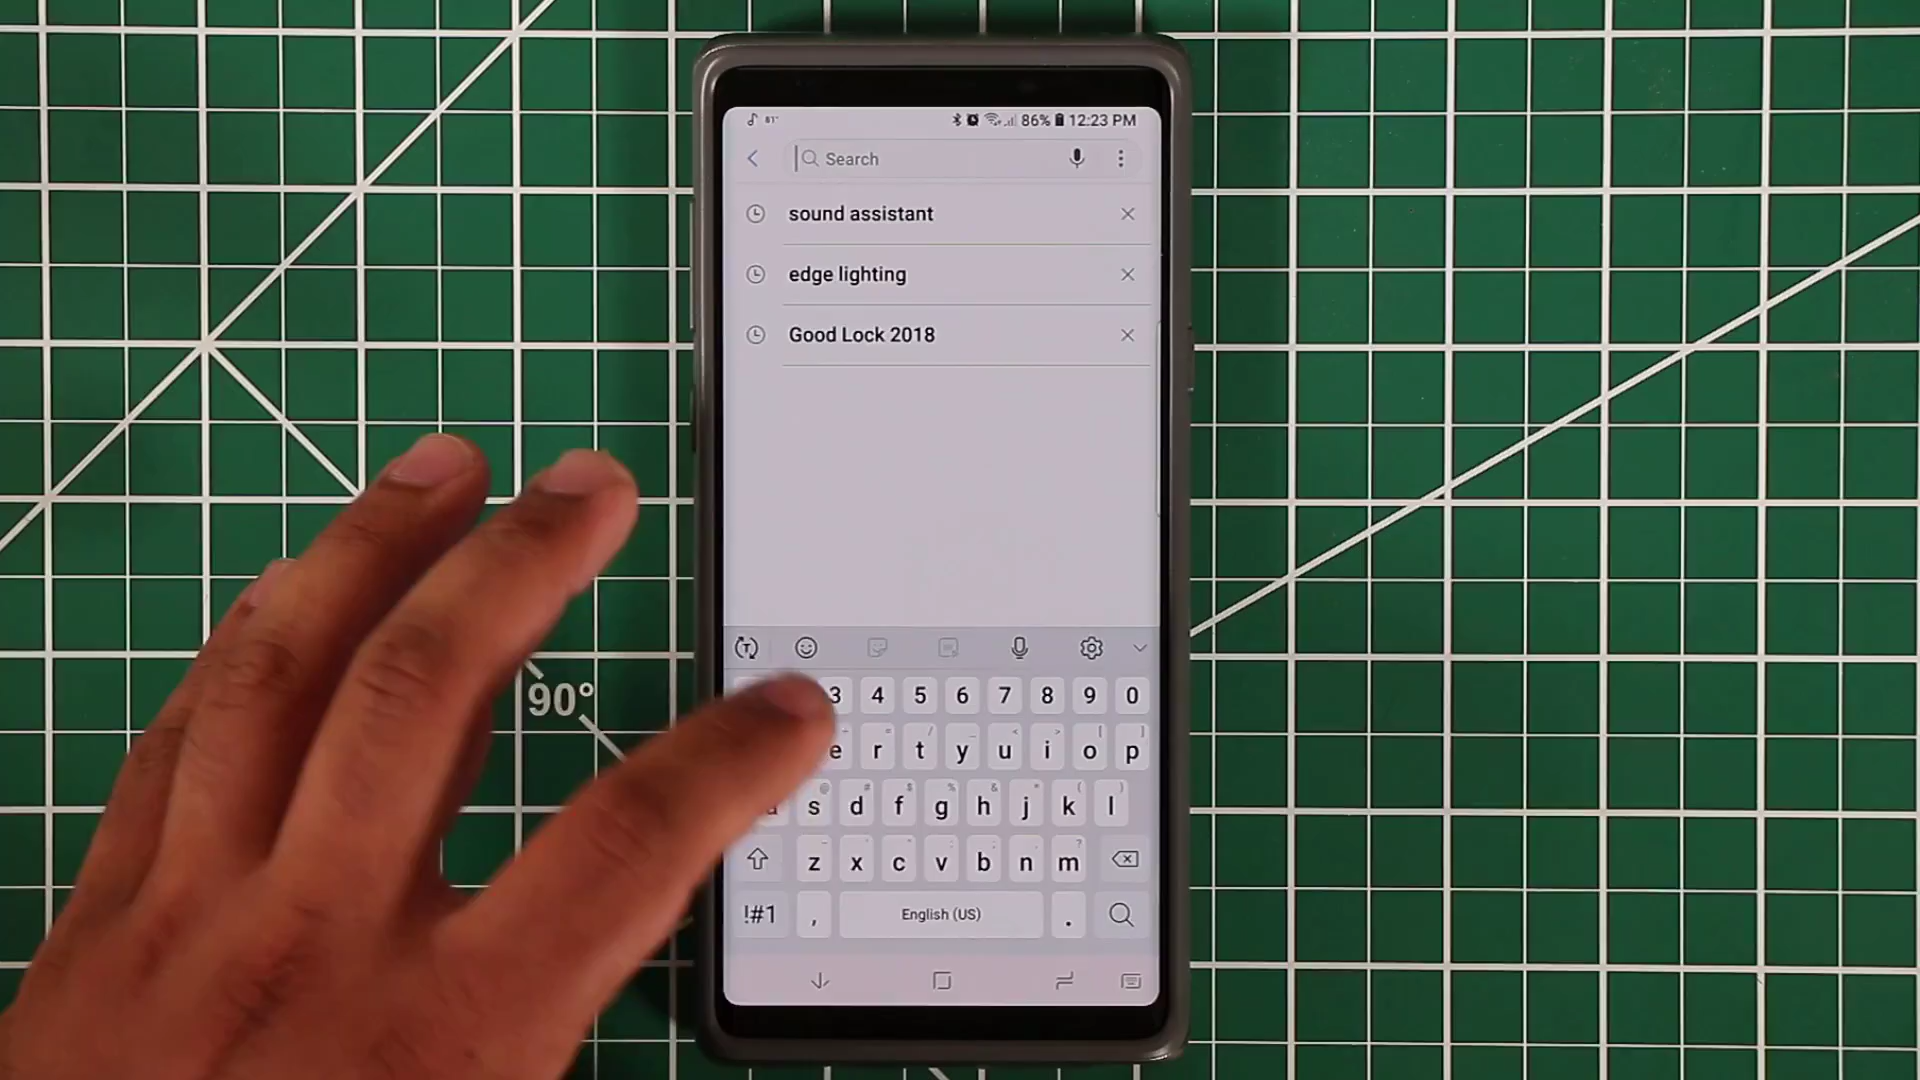 81°
86% 12:23 PM
Search
sound assistant
edge lighting
Good Lock 2018
3 4 5 6 7 8 9 0
e r t y u i o p
a s d f g h j k l
z x c v b n m
!#1 , English (US) .
90°